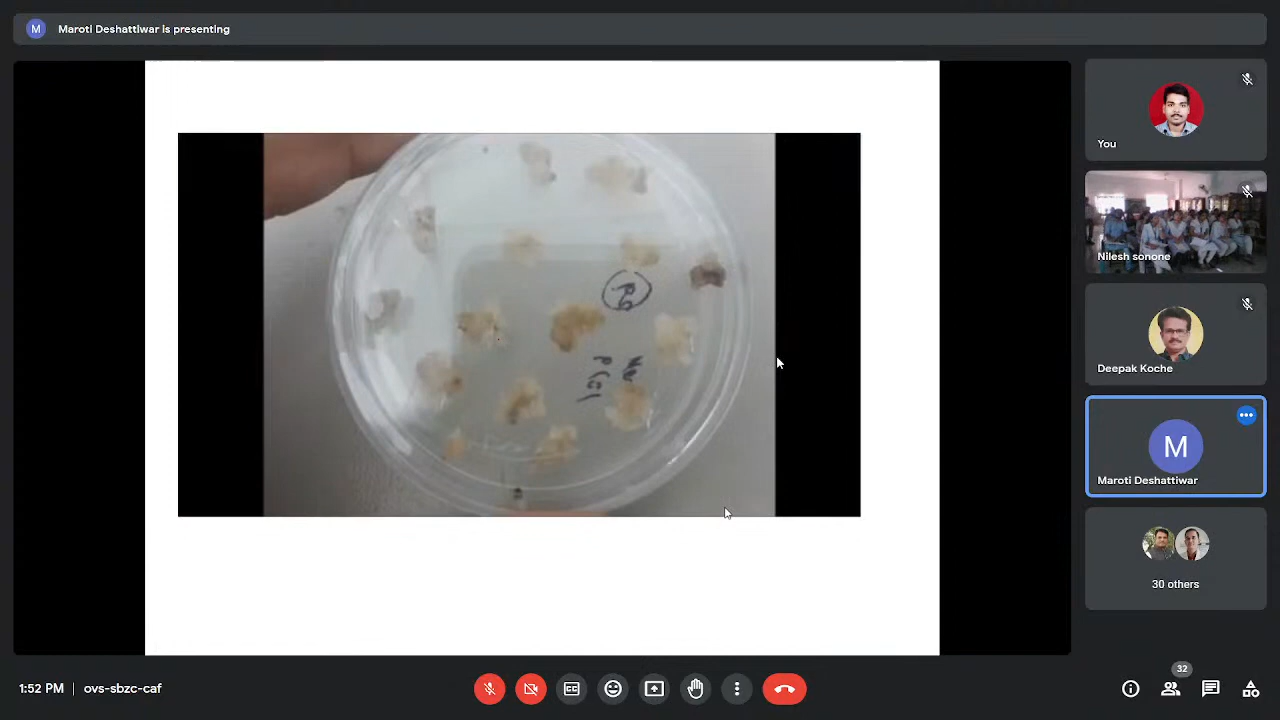 M Maroti Deshattiwar is presenting
You
Nilesh sonone
Deepak Koche
M
Maroti Deshattiwar
30 others
1:52 PM | ovs-sbzc-caf
32